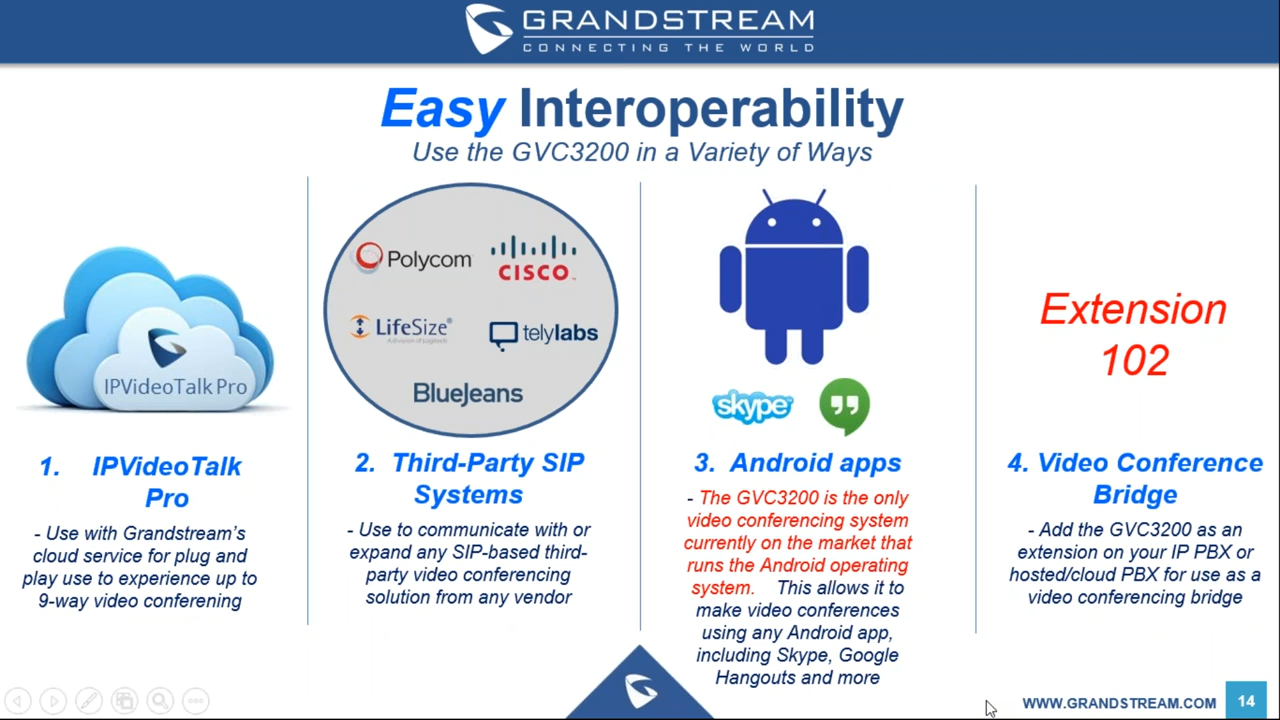 GRANDSTREAM
CONNECTING THE WORLD
Easy Interoperability
Use the GVC3200 in a Variety of Ways
IPVideoTalk Pro
1. IPVideoTalk
Pro
- Use with Grandstream's
cloud service for plug and
play use to experience up to
9-way video conferening
Polycom
CISCO
LifeSize®
A division of Logitech
telylabs
BlueJeans
2. Third-Party SIP
Systems
- Use to communicate with or
expand any SIP-based third-
party video conferencing
solution from any vendor
skype
3. Android apps
- The GVC3200 is the only
video conferencing system
currently on the market that
runs the Android operating
system. This allows it to
make video conferences
using any Android app,
including Skype, Google
Hangouts and more
Extension
102
4. Video Conference
Bridge
- Add the GVC3200 as an
extension on your IP PBX or
hosted/cloud PBX for use as a
video conferencing bridge
WWW.GRANDSTREAM.COM
14